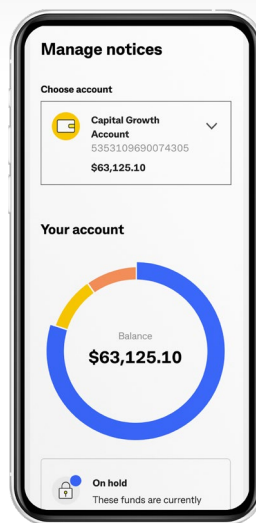 Manage notices
Choose account
Capital Growth
Account
5353109690074305
$63,125.10
Your account
Balance
$63,125.10
On hold
These funds are currently